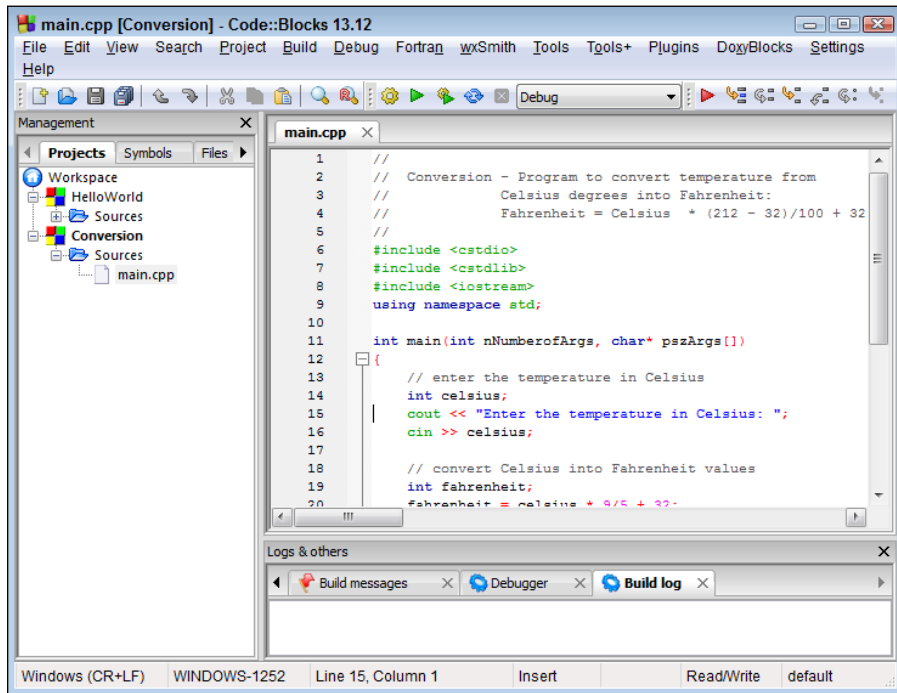 main.cpp [Conversion] - Code::Blocks 13.12
File Edit View Search Project Build Debug Fortran wxSmith Tools Tools+ Plugins DoxyBlocks Settings
Help
Debug
Management
Projects Symbols Files
Workspace
HelloWorld
Sources
Conversion
Sources
main.cpp
main.cpp
1 //
2 // Conversion - Program to convert temperature from
3 // Celsius degrees into Fahrenheit:
4 // Fahrenheit = Celsius * (212 - 32)/100 + 32
5 //
6 #include <cstdio>
7 #include <cstdlib>
8 #include <iostream>
9 using namespace std;
10
11 int main(int nNumberofArgs, char* pszArgs[])
12 {
13 // enter the temperature in Celsius
14 int celsius;
15 cout << "Enter the temperature in Celsius: ";
16 cin >> celsius;
17
18 // convert Celsius into Fahrenheit values
19 int fahrenheit;
20 fahrenheit = celsius * 9/5 + 32;
Logs & others
Build messages Debugger Build log
Windows (CR+LF) WINDOWS-1252 Line 15, Column 1 Insert Read/Write default